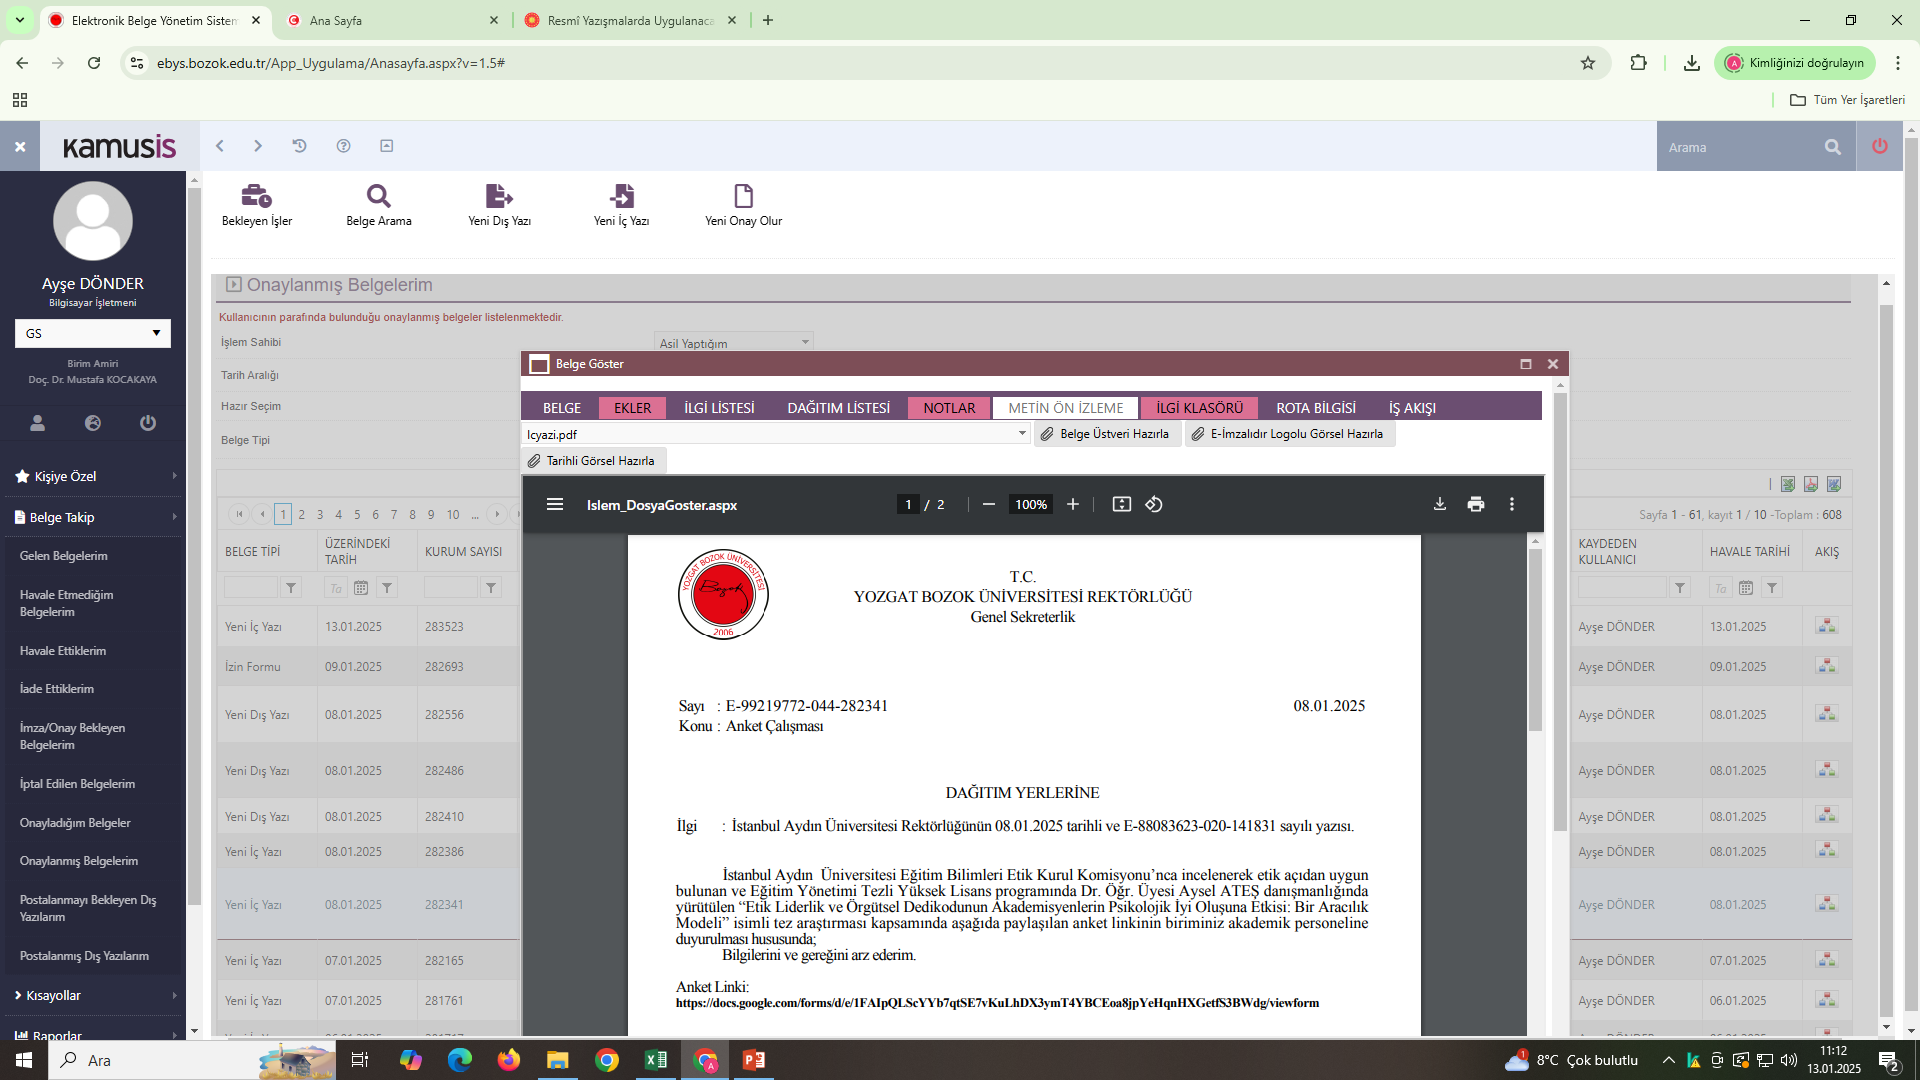 Elektronik Belge Yönetim Sistem
Ana Sayfa
Resmî Yazışmalarda Uygulanaca
ebys.bozok.edu.tr/App_Uygulama/Anasayfa.aspx?v=1.5#
Kimliğinizi doğrulayın
Tüm Yer İşaretleri
kamusis
Arama
Bekleyen İşler
Belge Arama
Yeni Dış Yazı
Yeni İç Yazı
Yeni Onay Olur
Ayşe DÖNDER
Bilgisayar İşletmeni
GS
Birim Amiri
Doç. Dr. Mustafa KOCAKAYA
Kişiye Özel
Belge Takip
Gelen Belgelerim
Havale Etmediğim
Belgelerim
Havale Ettiklerim
İade Ettiklerim
İmza/Onay Bekleyen
Belgelerim
İptal Edilen Belgelerim
Onayladığım Belgeler
Onaylanmış Belgelerim
Postalanmayı Bekleyen Dış
Yazılarım
Postalanmış Dış Yazılarım
Kısayollar
Raporlar
Onaylanmış Belgelerim
Kullanıcının parafında bulunduğu onaylanmış belgeler listelenmektedir.
İşlem Sahibi
Asil Yaptığım
Tarih Aralığı
Hazır Seçim
Belge Tipi
1 2 3 4 5 6 7 8 9 10 ...
Sayfa 1 - 61, kayıt 1 / 10 -Toplam : 608
BELGE TİPİ ÜZERİNDEKİ TARİH KURUM SAYISI KAYDEDEN KULLANICI HAVALE TARİHİ AKIŞ
Ta Ta
Yeni İç Yazı 13.01.2025 283523 Ayşe DÖNDER 13.01.2025
İzin Formu 09.01.2025 282693 Ayşe DÖNDER 09.01.2025
Yeni Dış Yazı 08.01.2025 282556 Ayşe DÖNDER 08.01.2025
Yeni Dış Yazı 08.01.2025 282486 Ayşe DÖNDER 08.01.2025
Yeni Dış Yazı 08.01.2025 282410 Ayşe DÖNDER 08.01.2025
Yeni İç Yazı 08.01.2025 282386 Ayşe DÖNDER 08.01.2025
Yeni İç Yazı 08.01.2025 282341 Ayşe DÖNDER 08.01.2025
Yeni İç Yazı 07.01.2025 282165 Ayşe DÖNDER 07.01.2025
Yeni İç Yazı 07.01.2025 281761 Ayşe DÖNDER 06.01.2025
Belge Göster
BELGE EKLER İLGİ LİSTESİ DAĞITIM LİSTESİ NOTLAR METİN ÖN İZLEME İLGİ KLASÖRÜ ROTA BİLGİSİ İŞ AKIŞI
Icyazi.pdf
Belge Üstveri Hazırla
E-İmzalıdır Logolu Görsel Hazırla
Tarihli Görsel Hazırla
Islem_DosyaGoster.aspx
1 / 2
100%
YOZGAT BOZOK ÜNİVERSİTESİ
Bozok
2006
T.C.
YOZGAT BOZOK ÜNİVERSİTESİ REKTÖRLÜĞÜ
Genel Sekreterlik
Sayı : E-99219772-044-282341 08.01.2025
Konu : Anket Çalışması
DAĞITIM YERLERİNE
İlgi : İstanbul Aydın Üniversitesi Rektörlüğünün 08.01.2025 tarihli ve E-88083623-020-141831 sayılı yazısı.
İstanbul Aydın Üniversitesi Eğitim Bilimleri Etik Kurul Komisyonu’nca incelenerek etik açıdan uygun
bulunan ve Eğitim Yönetimi Tezli Yüksek Lisans programında Dr. Öğr. Üyesi Aysel ATEŞ danışmanlığında
yürütülen “Etik Liderlik ve Örgütsel Dedikodunun Akademisyenlerin Psikolojik İyi Oluşuna Etkisi: Bir Aracılık
Modeli” isimli tez araştırması kapsamında aşağıda paylaşılan anket linkinin biriminiz akademik personeline
duyurulması hususunda;
Bilgilerini ve gereğini arz ederim.
Anket Linki:
https://docs.google.com/forms/d/e/1FAIpQLScYYb7qtSE7vKuLhDX3ymT4YBCEoa8jpYeHqnHXGetfS3BWdg/viewform
Ara
8°C Çok bulutlu
11:12
13.01.2025
2